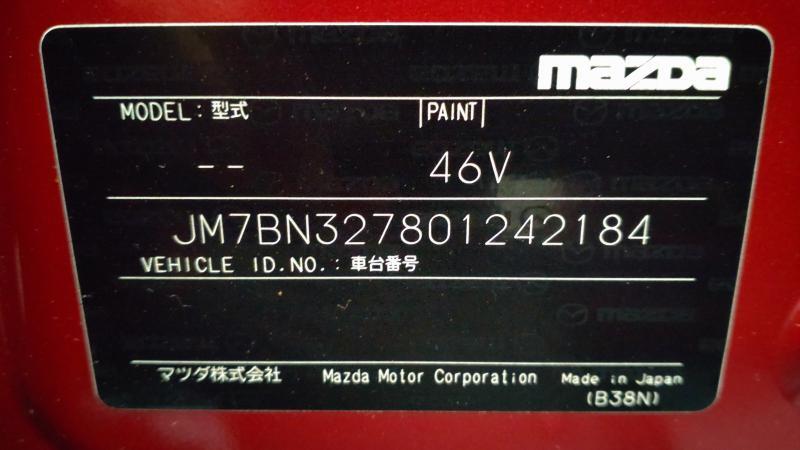 mazda
MODEL: 型式 PAINT
-- 46V
JM7BN327801242184
VEHICLE ID.NO.: 車台番号
マツダ株式会社 Mazda Motor Corporation Made in Japan
(B38N)